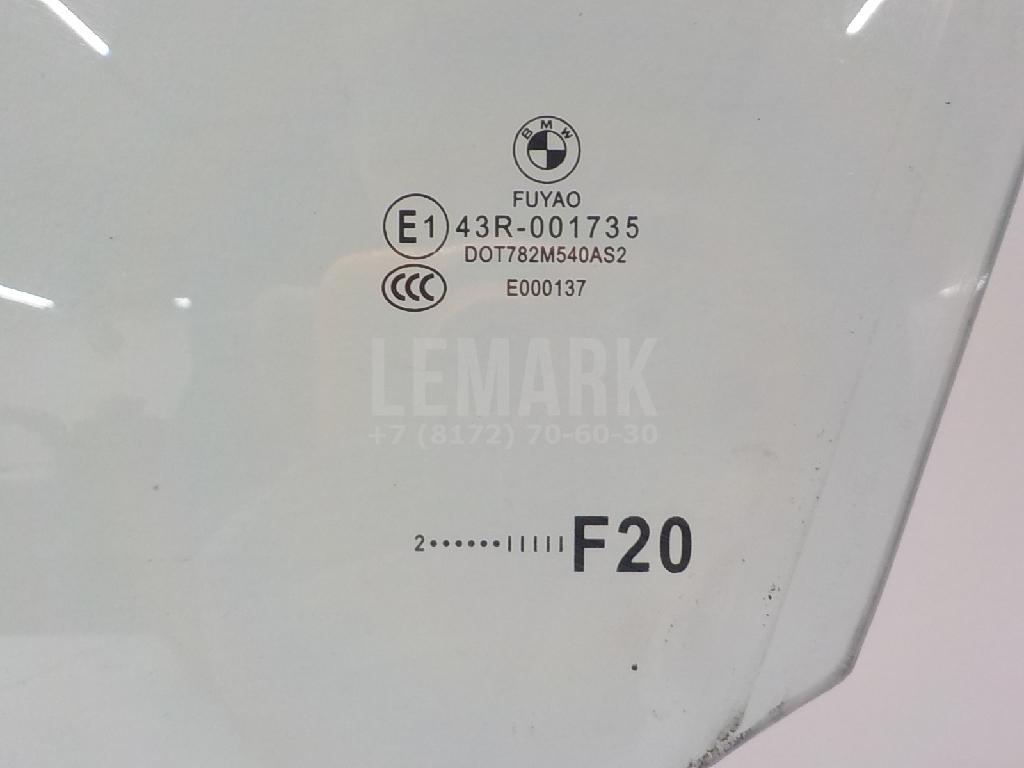 BMW
FUYAO
E1 43R-001735
DOT782M540AS2
CCC E000137
LEMARK
+7 (8172) 70-60-30
2••••••||||| F20